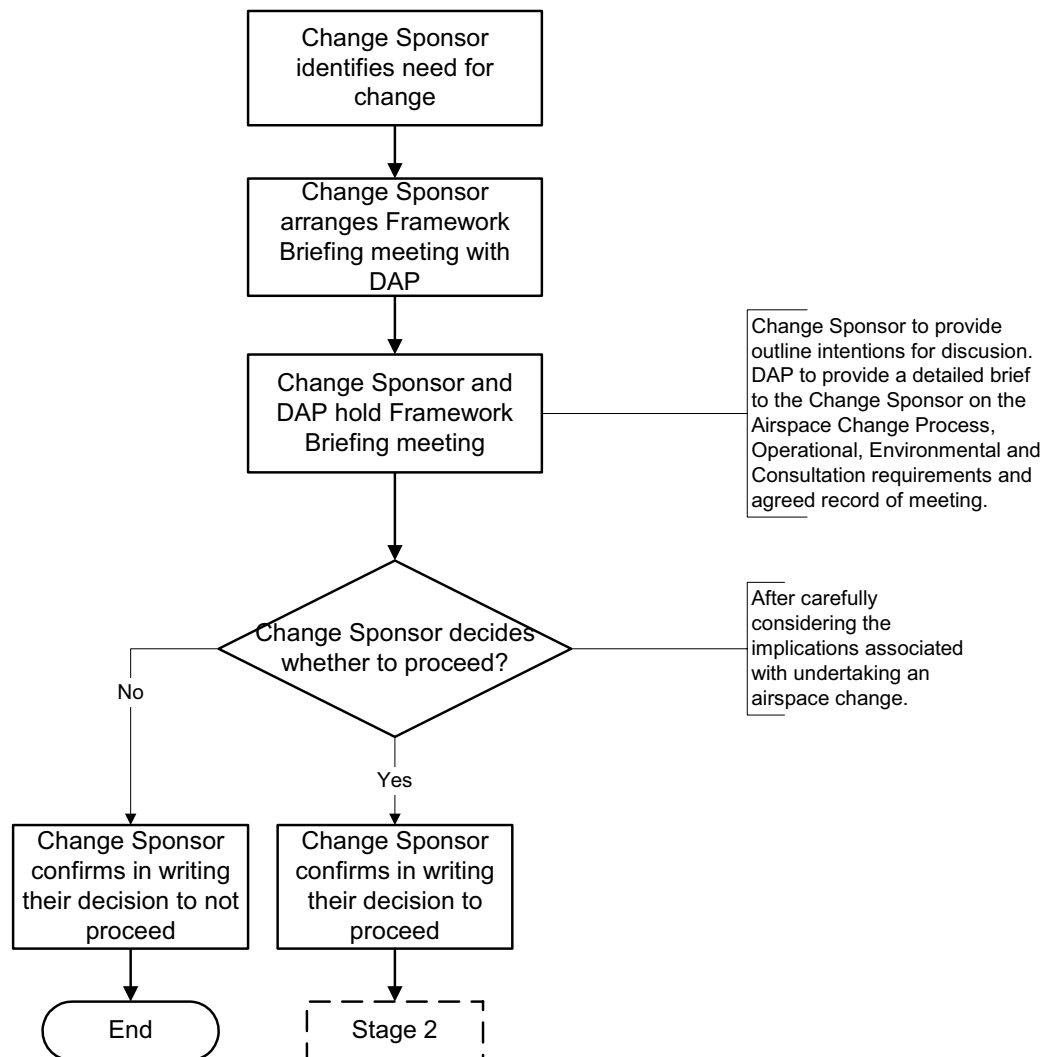 Change Sponsor
identifies need for
change
Change Sponsor
arranges Framework
Briefing meeting with
DAP
Change Sponsor and
DAP hold Framework
Briefing meeting
Change Sponsor to provide
outline intentions for discusion.
DAP to provide a detailed brief
to the Change Sponsor on the
Airspace Change Process,
Operational, Environmental and
Consultation requirements and
agreed record of meeting.
Change Sponsor decides
whether to proceed?
After carefully
considering the
implications associated
with undertaking an
airspace change.
No
Yes
Change Sponsor
confirms in writing
their decision to not
proceed
Change Sponsor
confirms in writing
their decision to
proceed
End
Stage 2